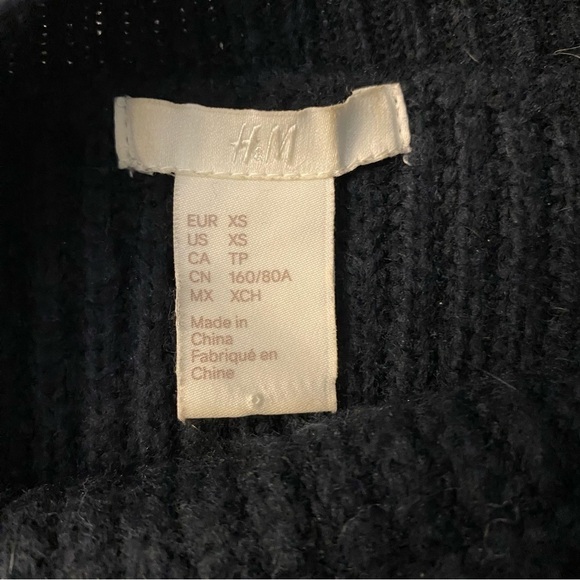 H&M
EUR XS
US XS
CA TP
CN 160/80A
MX XCH
Made in
China
Fabriqué en
Chine